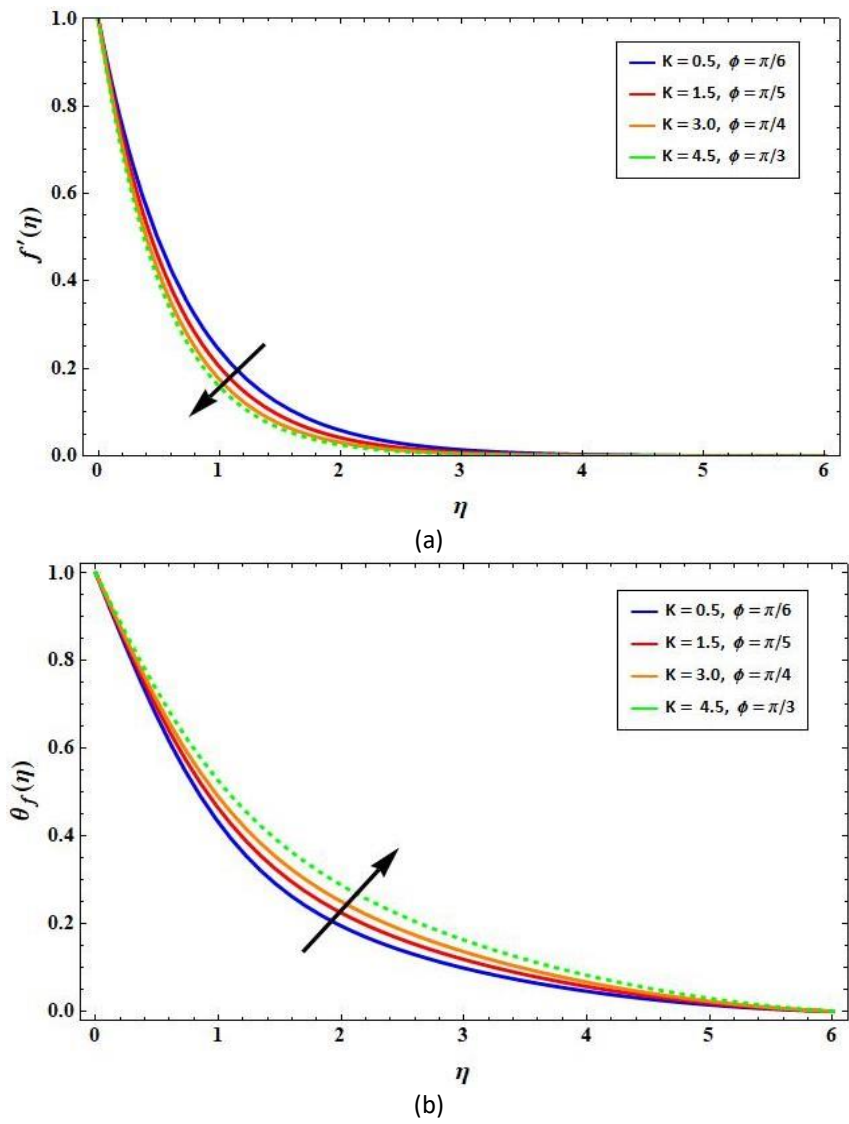 1.0
0.8
0.6
0.4
0.2
0.0
f′(η)
K = 0.5, ϕ = π/6
K = 1.5, ϕ = π/5
K = 3.0, ϕ = π/4
K = 4.5, ϕ = π/3
0 1 2 3 4 5 6
η
(a)
1.0
0.8
0.6
0.4
0.2
0.0
θf(η)
K = 0.5, ϕ = π/6
K = 1.5, ϕ = π/5
K = 3.0, ϕ = π/4
K = 4.5, ϕ = π/3
0 1 2 3 4 5 6
η
(b)